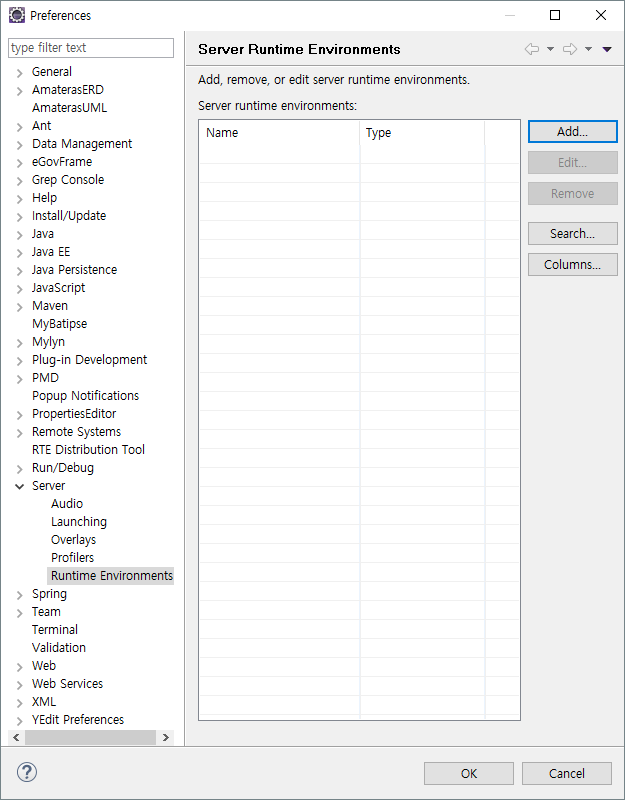 Preferences
type filter text
General
AmaterasERD
AmaterasUML
Ant
Data Management
eGovFrame
Grep Console
Help
Install/Update
Java
Java EE
Java Persistence
JavaScript
Maven
MyBatipse
Mylyn
Plug-in Development
PMD
Popup Notifications
PropertiesEditor
Remote Systems
RTE Distribution Tool
Run/Debug
Server
Audio
Launching
Overlays
Profilers
Runtime Environments
Spring
Team
Terminal
Validation
Web
Web Services
XML
YEdit Preferences
Server Runtime Environments
Add, remove, or edit server runtime environments.
Server runtime environments:
Name Type
Add...
Edit...
Remove
Search...
Columns...
?
OK Cancel